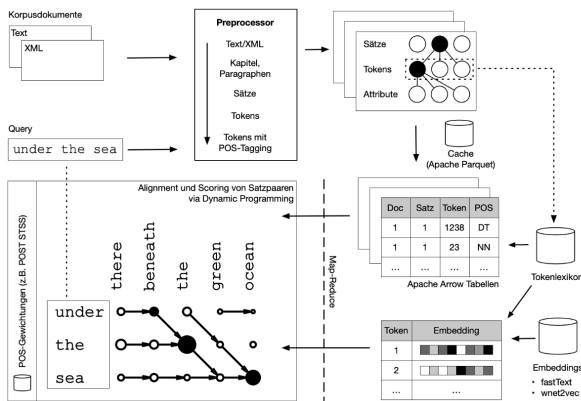 Korpusdokumente
Text
XML
Query
under the sea
Preprocessor
Text/XML
Kapitel,
Paragraphen
Sätze
Tokens
Tokens mit
POS-Tagging
Sätze
Tokens
Attribute
Cache
(Apache Parquet)
Doc Satz Token POS
1 1 1238 DT
1 1 23 NN
... ... ... ...
Apache Arrow Tabellen
Tokenlexikon
Map-Reduce
Alignment und Scoring von Satzpaaren
via Dynamic Programming
POS-Gewichtungen (z.B. POST STSS)
there
beneath
the
green
ocean
under
the
sea
Token Embedding
1
2
... ...
Embeddings
• fastText
• wnet2vec